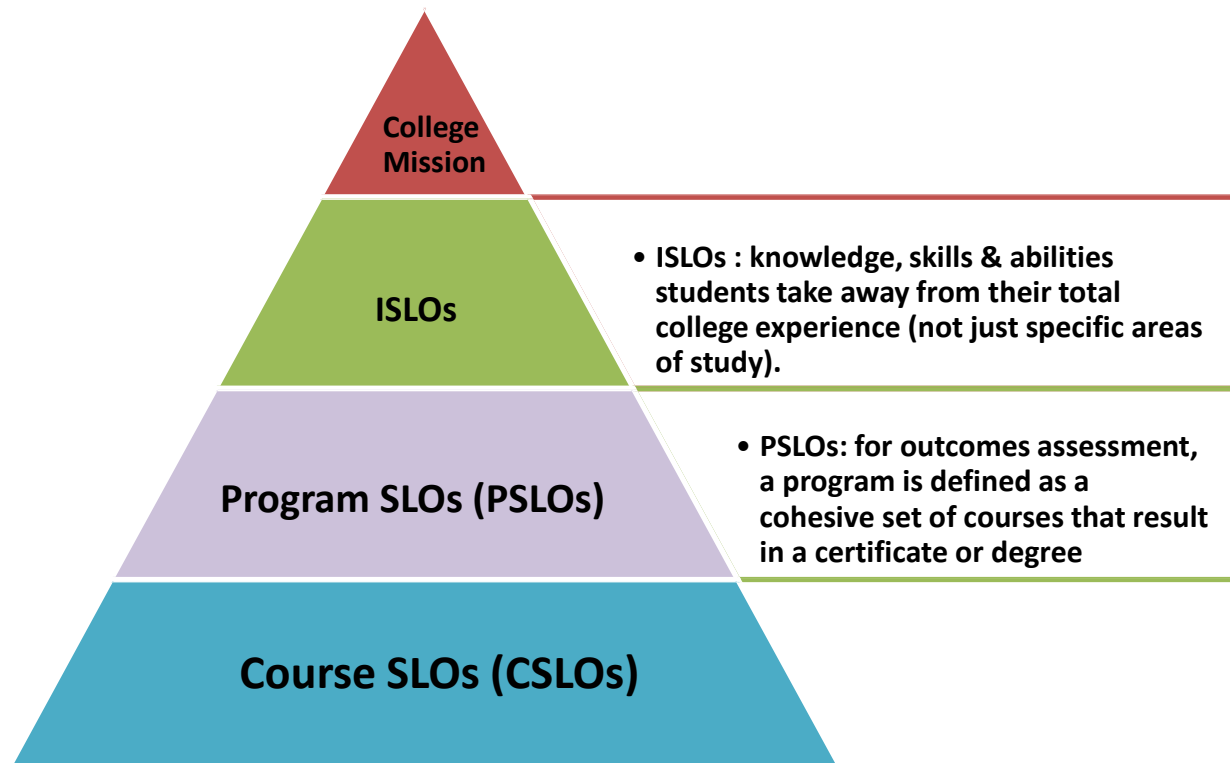 College
Mission
ISLOs
• ISLOs : knowledge, skills & abilities
students take away from their total
college experience (not just specific areas
of study).
Program SLOs (PSLOs)
• PSLOs: for outcomes assessment,
a program is defined as a
cohesive set of courses that result
in a certificate or degree
Course SLOs (CSLOs)